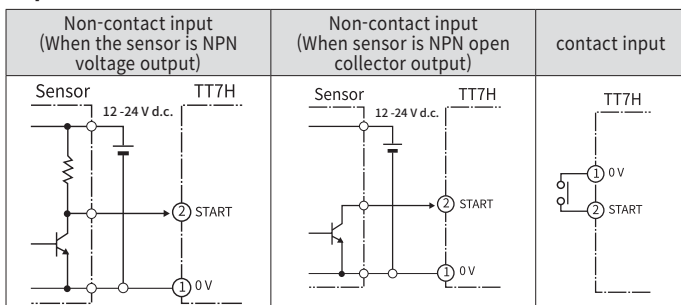 Non-contact input
(When the sensor is NPN
voltage output)
Non-contact input
(When sensor is NPN open
collector output)
contact input
Sensor
TT7H
12 -24 V d.c.
2 START
1 0 V
Sensor
TT7H
12 -24 V d.c.
2 START
1 0 V
TT7H
1 0 V
2 START